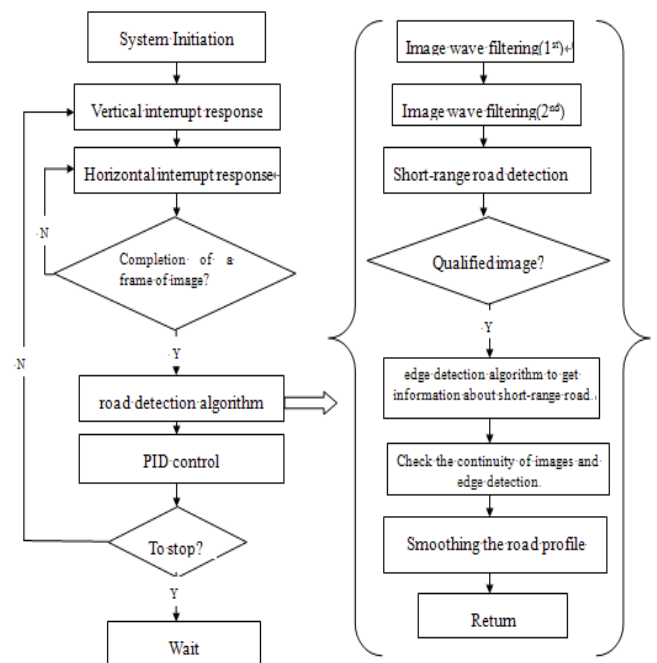 System Initiation
Vertical interrupt response
Horizontal interrupt response
N
Completion of a
frame of image?
Y
N
road detection algorithm
PID control
To stop?
Y
Wait
Image wave filtering(1st)
Image wave filtering(2nd)
Short-range road detection
Qualified image?
Y
edge detection algorithm to get
information about short-range road.
Check the continuity of images and
edge detection.
Smoothing the road profile
Return